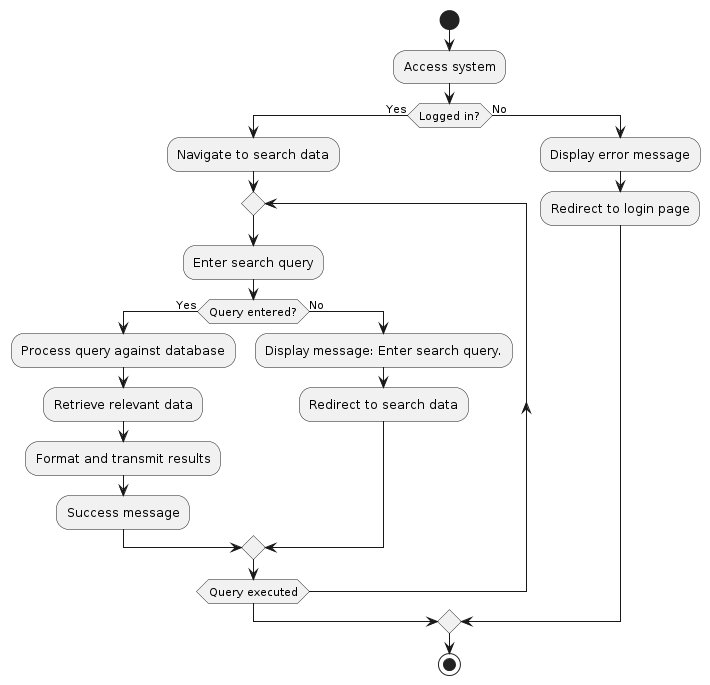 Access system
Yes
Logged in?
No
Navigate to search data
Display error message
Redirect to login page
Enter search query
Yes
Query entered?
No
Process query against database
Display message: Enter search query.
Retrieve relevant data
Redirect to search data
Format and transmit results
Success message
Query executed